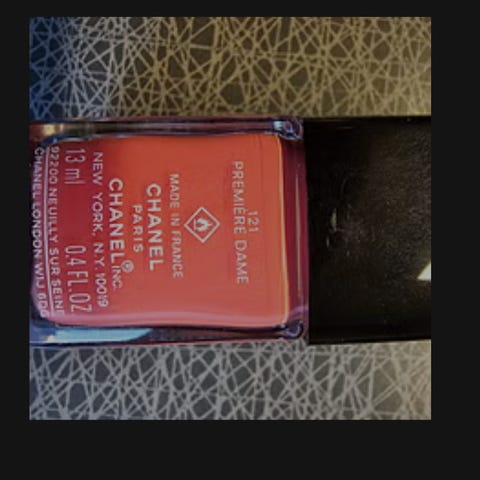 121
PREMIÈRE DAME
MADE IN FRANCE
CHANEL
PARIS
CHANEL® INC.
NEW YORK, N.Y. 10019
13 ml 0.4 FL.OZ
92200 NEUILLY SUR SEINE
CHANEL LONDON W1J 6DG